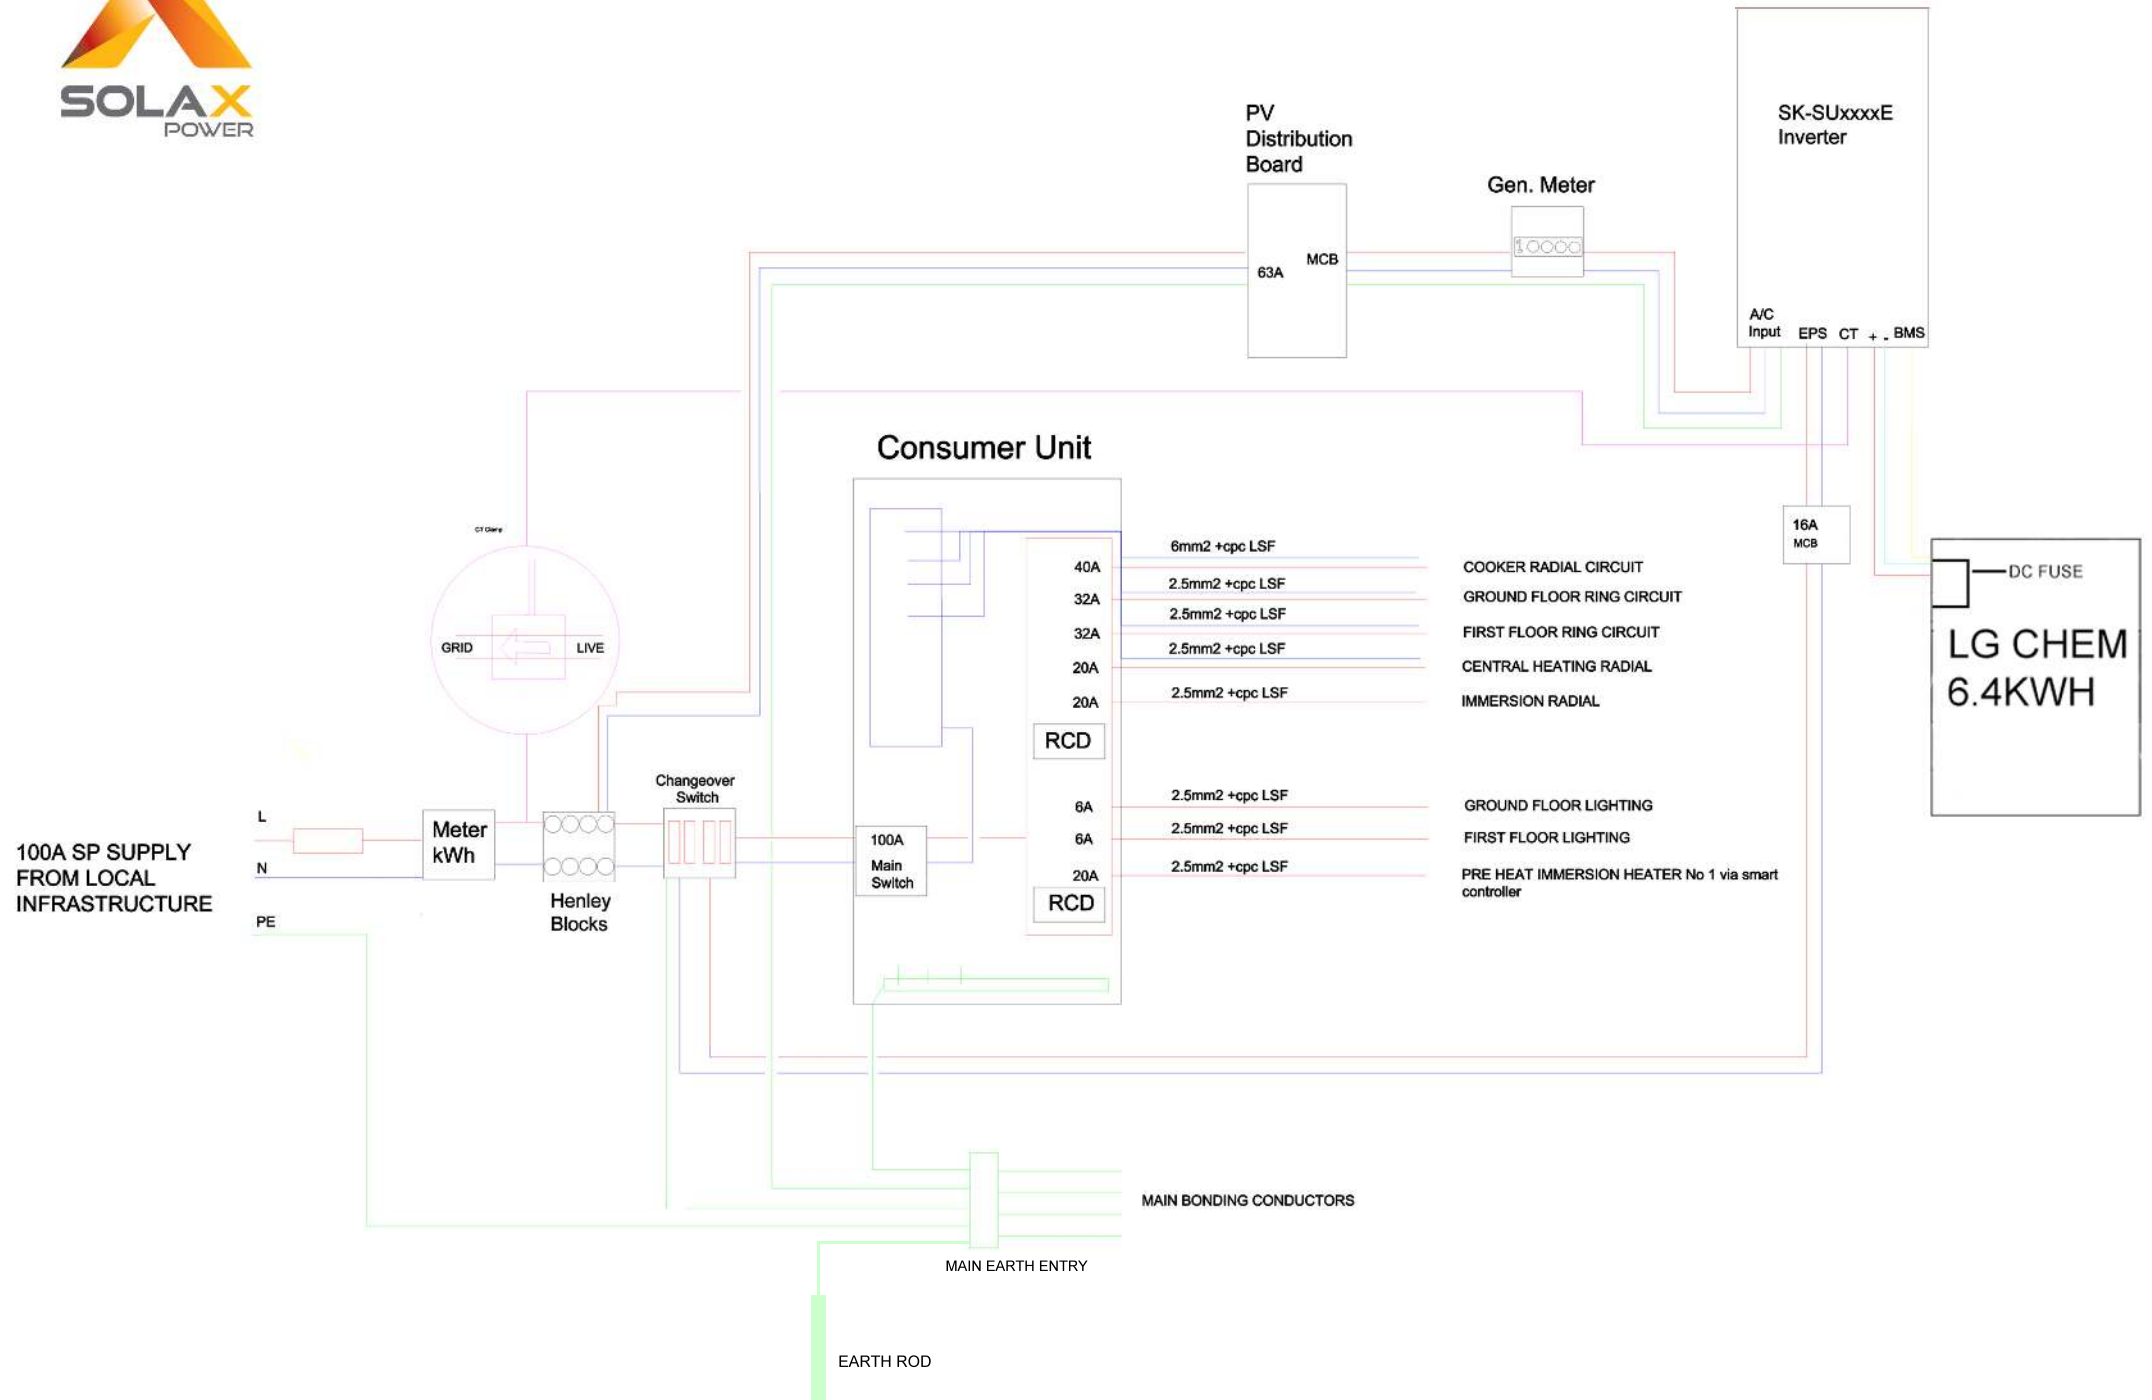 SOLAX
POWER
PV
Distribution
Board
63A
MCB
Gen. Meter
SK-SUxxxxE
Inverter
A/C
Input
EPS
CT
+
-
BMS
16A
MCB
DC FUSE
LG CHEM
6.4KWH
CT Clamp
GRID
LIVE
Consumer Unit
40A
6mm2 +cpc LSF
COOKER RADIAL CIRCUIT
32A
2.5mm2 +cpc LSF
GROUND FLOOR RING CIRCUIT
32A
2.5mm2 +cpc LSF
FIRST FLOOR RING CIRCUIT
20A
2.5mm2 +cpc LSF
CENTRAL HEATING RADIAL
20A
2.5mm2 +cpc LSF
IMMERSION RADIAL
RCD
6A
2.5mm2 +cpc LSF
GROUND FLOOR LIGHTING
6A
2.5mm2 +cpc LSF
FIRST FLOOR LIGHTING
20A
2.5mm2 +cpc LSF
PRE HEAT IMMERSION HEATER No 1 via smart
controller
RCD
100A
Main
Switch
Changeover
Switch
Henley
Blocks
Meter
kWh
L
N
PE
100A SP SUPPLY
FROM LOCAL
INFRASTRUCTURE
MAIN BONDING CONDUCTORS
MAIN EARTH ENTRY
EARTH ROD